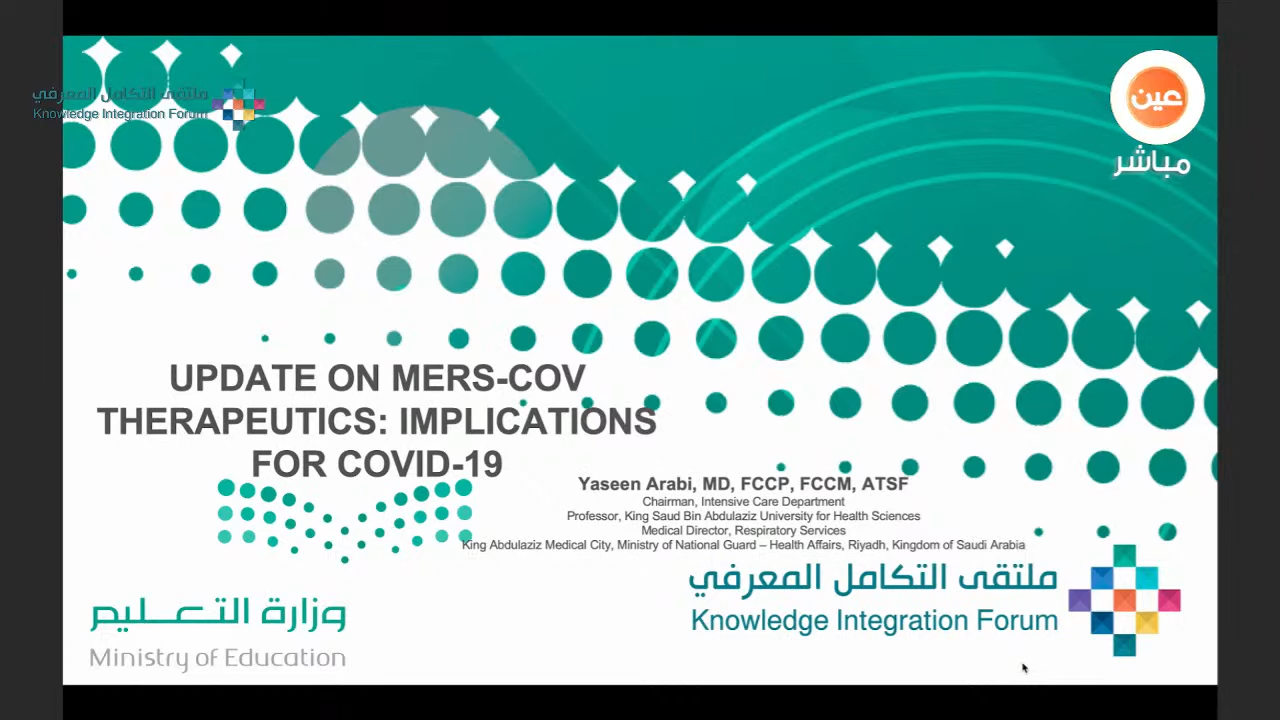 ملتقى التكامل المعرفي
Knowledge Integration Forum
عين
مباشر
UPDATE ON MERS-COV
THERAPEUTICS: IMPLICATIONS
FOR COVID-19
Yaseen Arabi, MD, FCCP, FCCM, ATSF
Chairman, Intensive Care Department
Professor, King Saud Bin Abdulaziz University for Health Sciences
Medical Director, Respiratory Services
King Abdulaziz Medical City, Ministry of National Guard – Health Affairs, Riyadh, Kingdom of Saudi Arabia
ملتقى التكامل المعرفي
Knowledge Integration Forum
وزارة التعليم
Ministry of Education